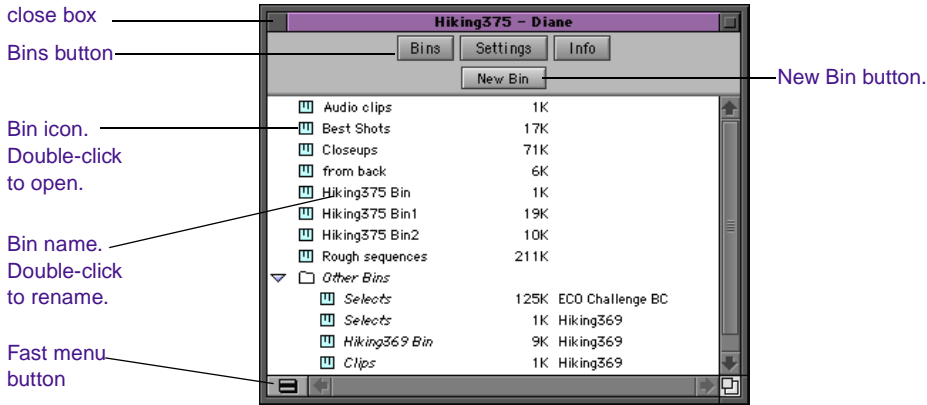 close box
Hiking375 – Diane
Bins button
Bins Settings Info
New Bin
New Bin button.
Audio clips 1K
Bin icon.
Double-click
to open.
Best Shots 17K
Closeups 71K
from back 6K
Hiking375 Bin 1K
Hiking375 Bin1 19K
Bin name.
Double-click
to rename.
Hiking375 Bin2 10K
Rough sequences 211K
Other Bins
Selects 125K ECO Challenge BC
Selects 1K Hiking369
Hiking369 Bin 9K Hiking369
Clips 1K Hiking369
Fast menu
button